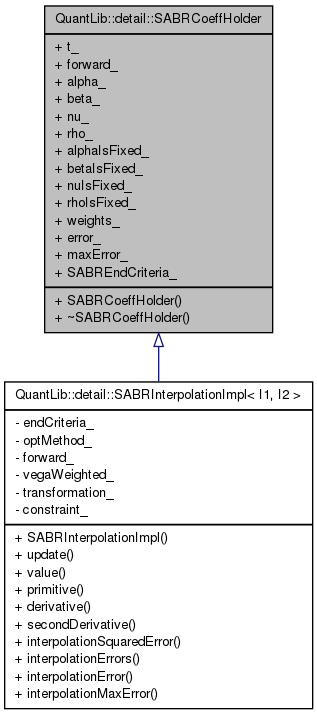 QuantLib::detail::SABRCoeffHolder
+ t_
+ forward_
+ alpha_
+ beta_
+ nu_
+ rho_
+ alphaIsFixed_
+ betaIsFixed_
+ nuIsFixed_
+ rhoIsFixed_
+ weights_
+ error_
+ maxError_
+ SABREndCriteria_
+ SABRCoeffHolder()
+ ~SABRCoeffHolder()
QuantLib::detail::SABRInterpolationImpl< I1, I2 >
- endCriteria_
- optMethod_
- forward_
- vegaWeighted_
- transformation_
- constraint_
+ SABRInterpolationImpl()
+ update()
+ value()
+ primitive()
+ derivative()
+ secondDerivative()
+ interpolationSquaredError()
+ interpolationErrors()
+ interpolationError()
+ interpolationMaxError()